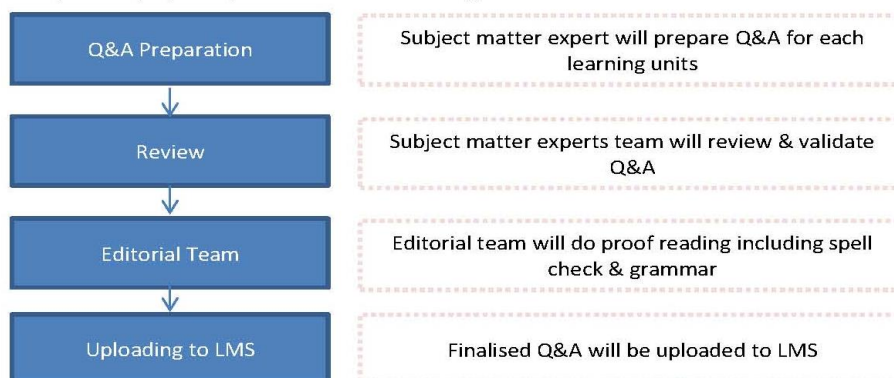 Q&A Preparation
Subject matter expert will prepare Q&A for each
learning units
Review
Subject matter experts team will review & validate
Q&A
Editorial Team
Editorial team will do proof reading including spell
check & grammar
Uploading to LMS
Finalised Q&A will be uploaded to LMS